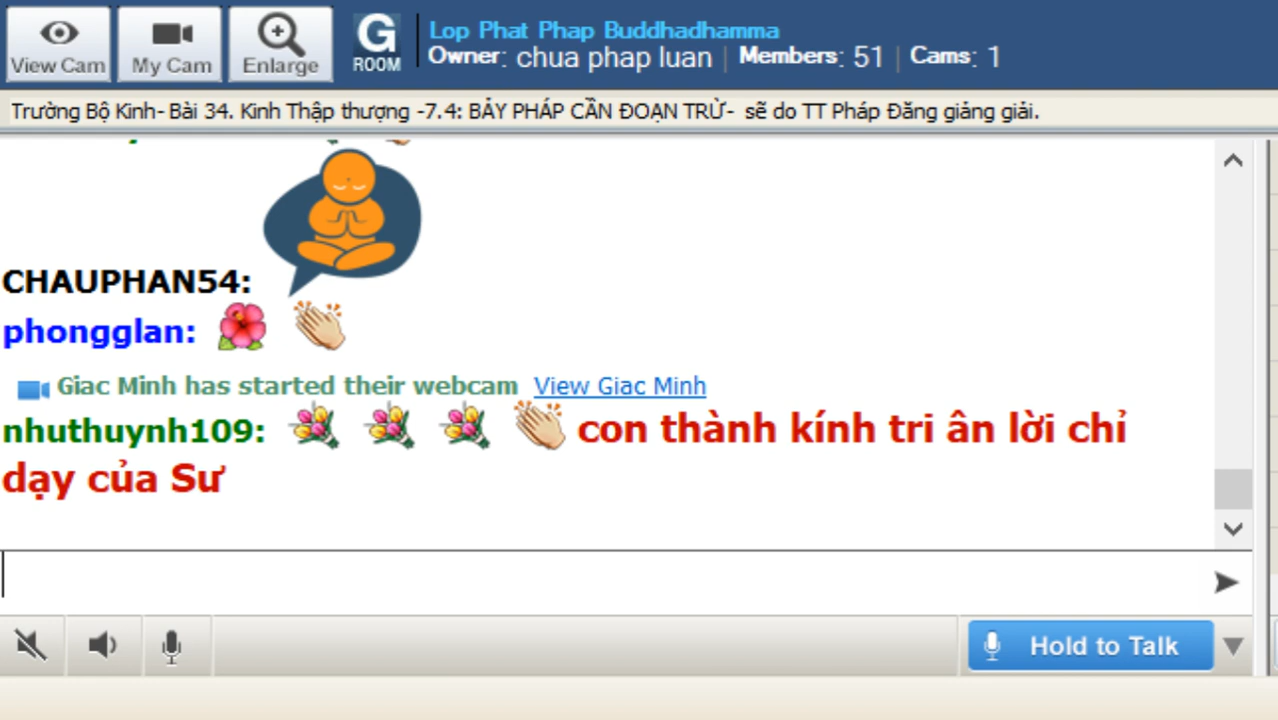 View Cam
My Cam
Enlarge
G
ROOM
Lop Phat Phap Buddhadhamma
Owner: chua phap luan | Members: 51 | Cams: 1
Trường Bộ Kinh- Bài 34. Kinh Thập thượng -7.4: BẢY PHÁP CẦN ĐOẠN TRỪ- sẽ do TT Pháp Đăng giảng giải.
CHAUPHAN54:
phongglan:
Giac Minh has started their webcam View Giac Minh
nhuthuynh109: con thành kính tri ân lời chỉ
dạy của Sư
Hold to Talk